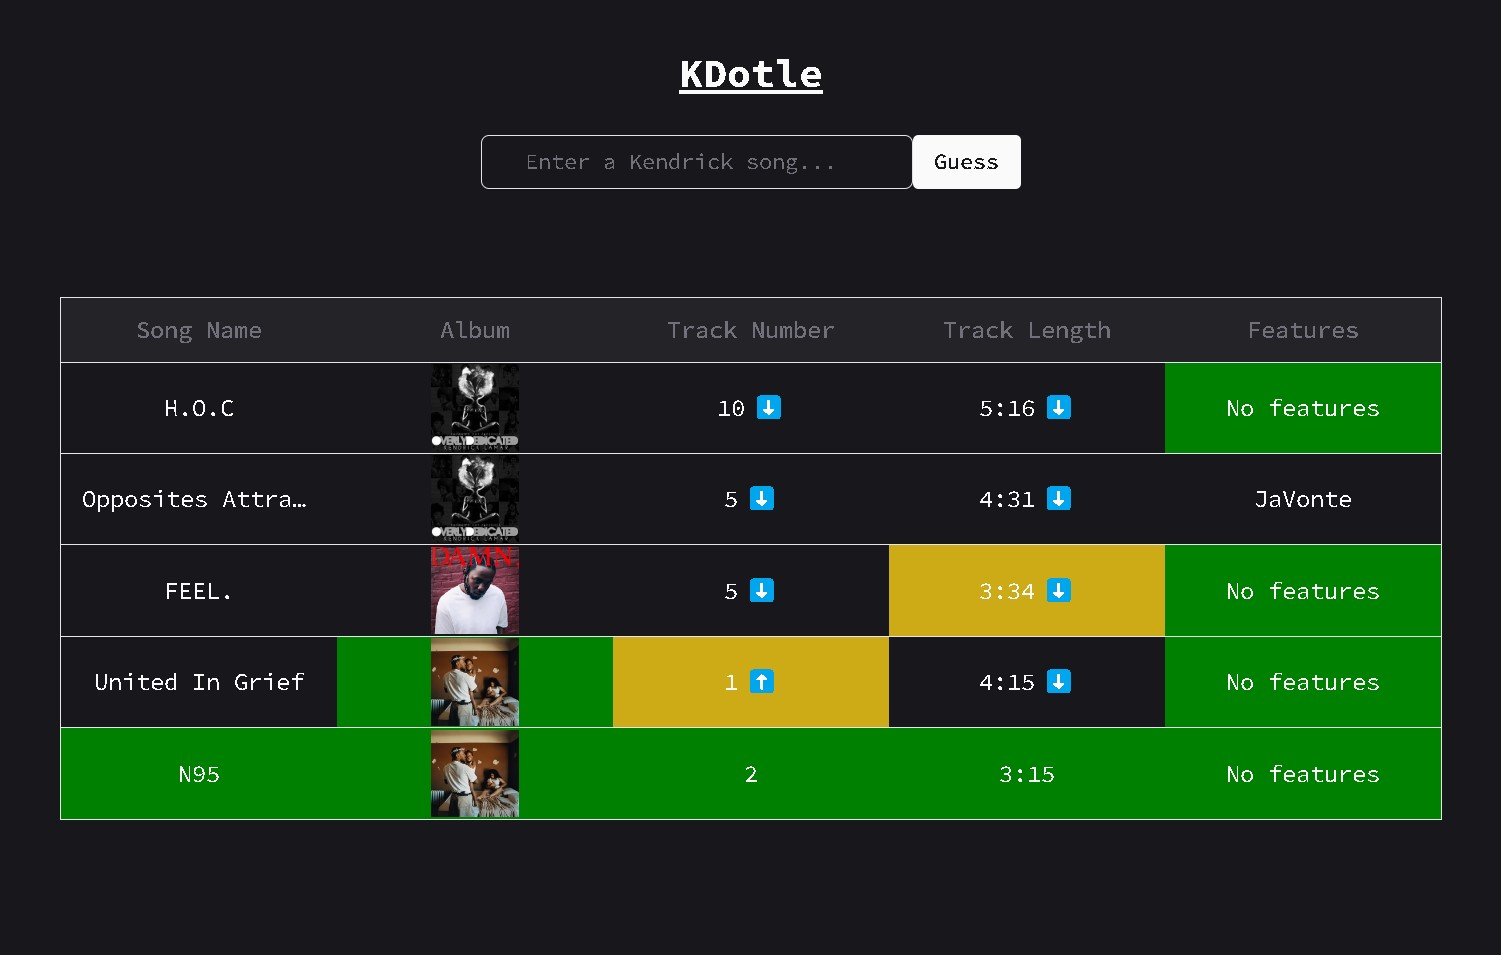 KDotle
Enter a Kendrick song... Guess
Song Name Album Track Number Track Length Features
H.O.C OVERLY DEDICATED KENDRICK LAMAR 10 ⬇ 5:16 ⬇ No features
Opposites Attra… OVERLY DEDICATED KENDRICK LAMAR 5 ⬇ 4:31 ⬇ JaVonte
FEEL. DAMN. 5 ⬇ 3:34 ⬇ No features
United In Grief 1 ⬆ 4:15 ⬇ No features
N95 2 3:15 No features